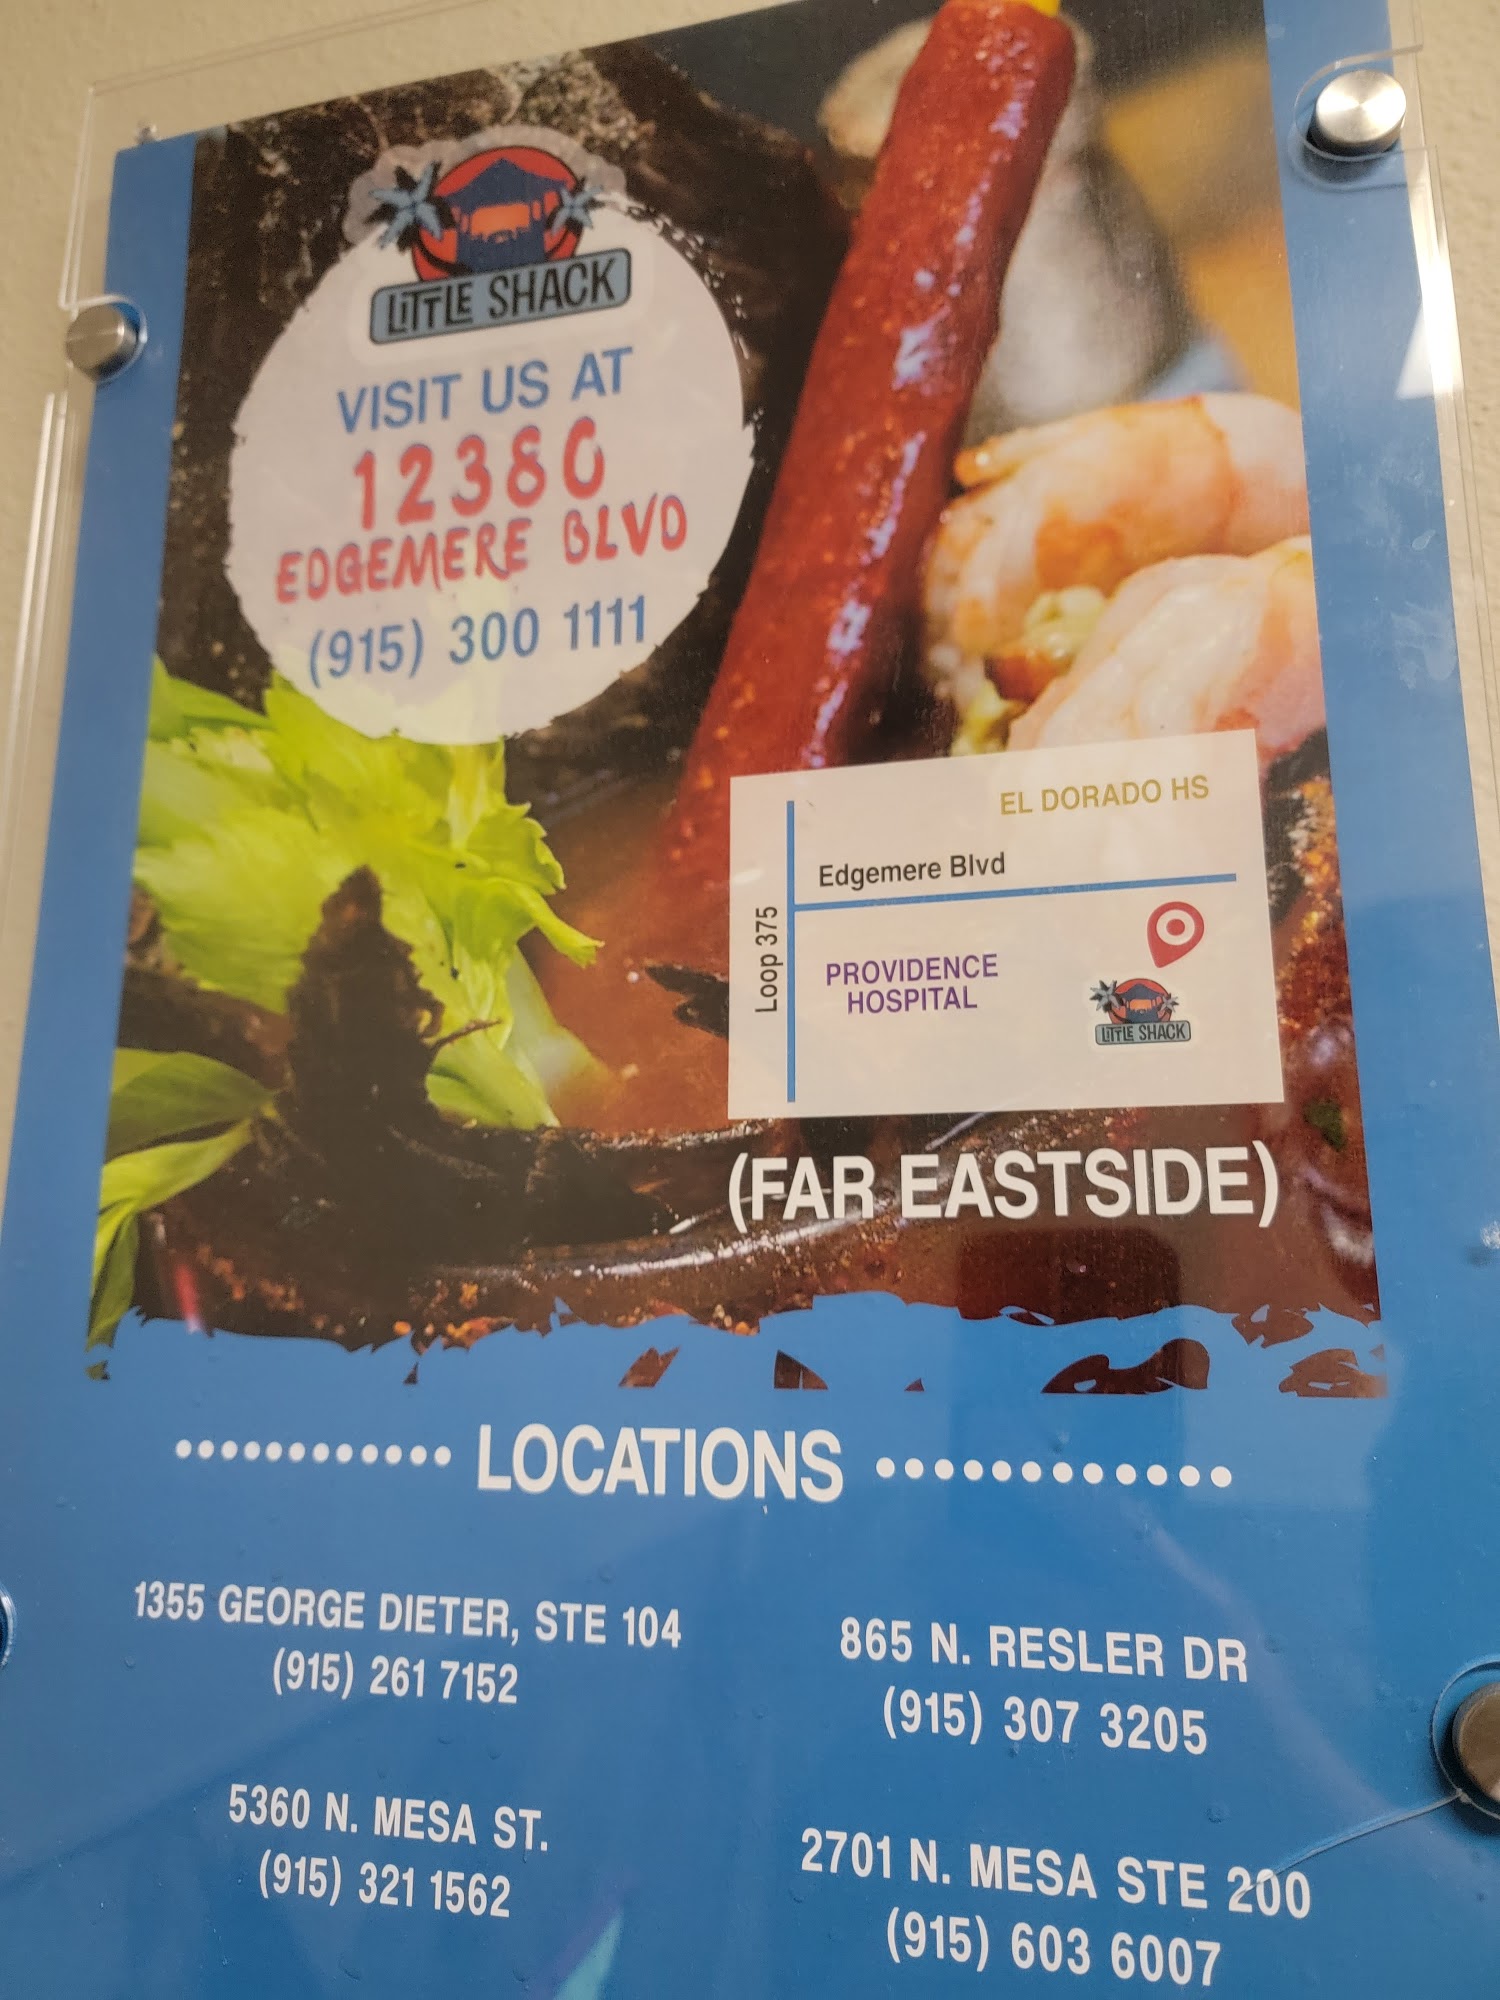 LITTLE SHACK
VISIT US AT
12380
EDGEMERE BLVD
(915) 300 1111
EL DORADO HS
Edgemere Blvd
Loop 375
PROVIDENCE
HOSPITAL
LITTLE SHACK
(FAR EASTSIDE)
LOCATIONS
1355 GEORGE DIETER, STE 104
(915) 261 7152
865 N. RESLER DR
(915) 307 3205
5360 N. MESA ST.
(915) 321 1562
2701 N. MESA STE 200
(915) 603 6007